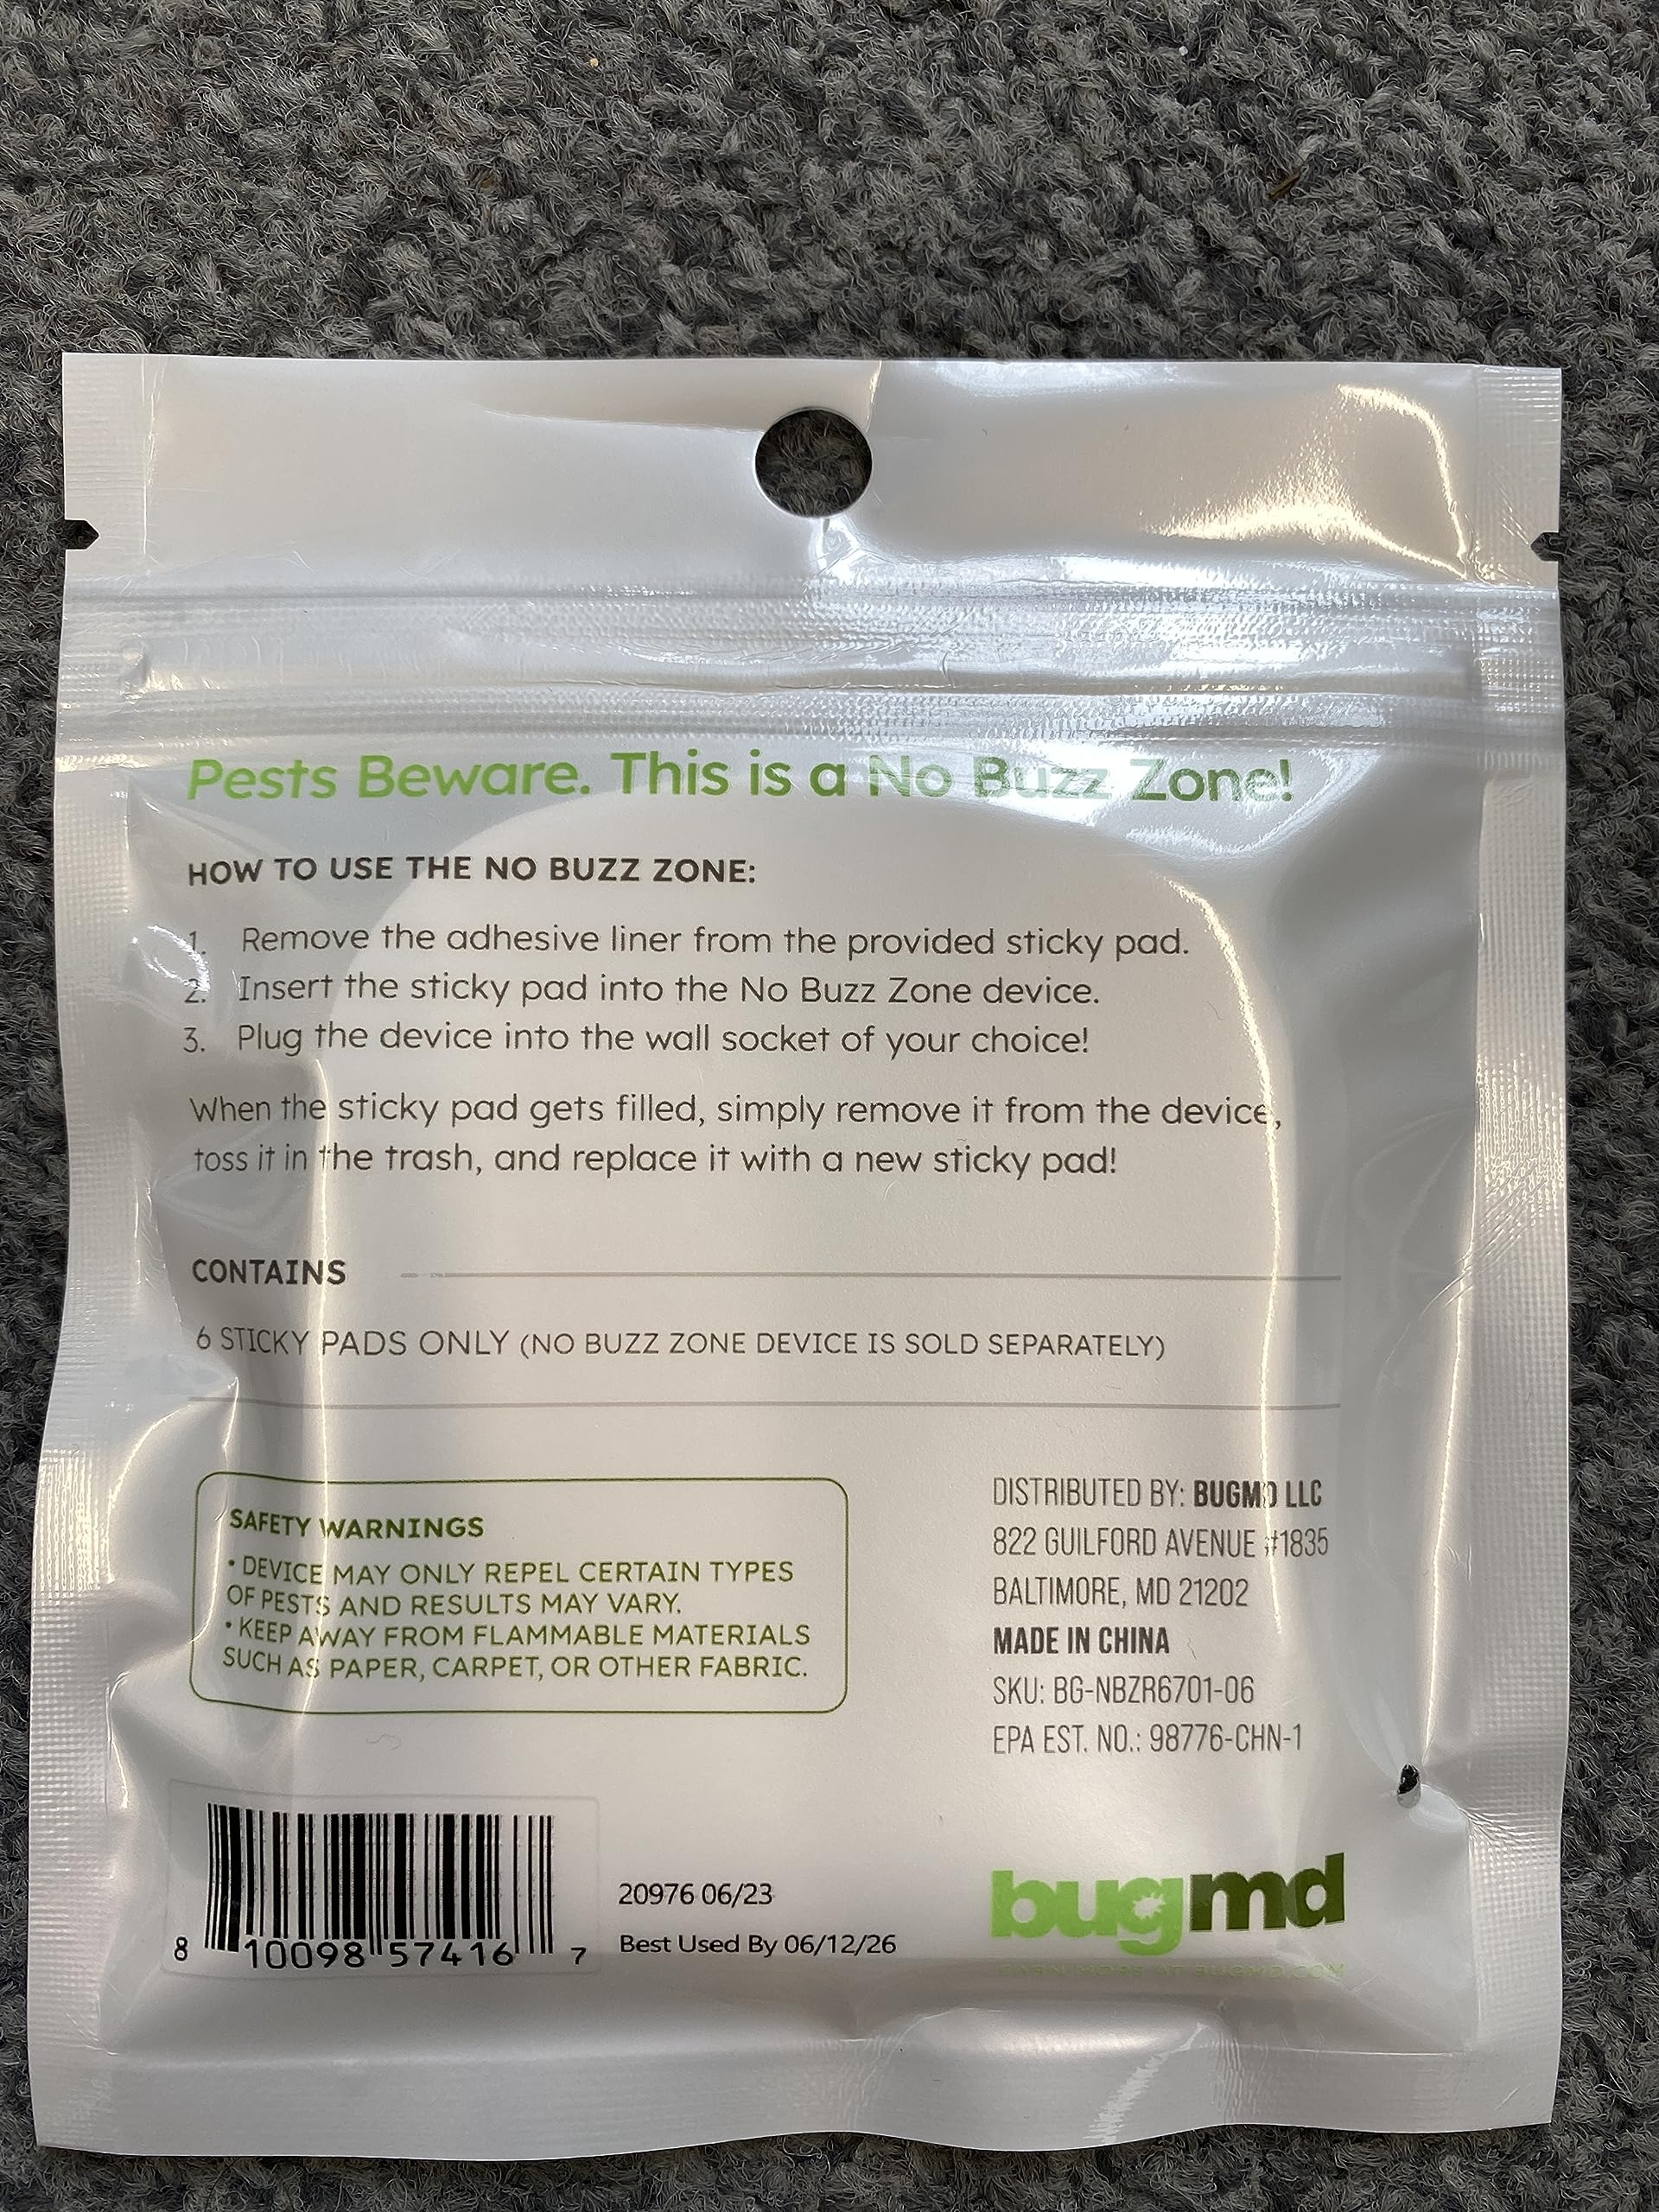 Pests Beware. This is a No Buzz Zone!
HOW TO USE THE NO BUZZ ZONE:
1. Remove the adhesive liner from the provided sticky pad.
2. Insert the sticky pad into the No Buzz Zone device.
3. Plug the device into the wall socket of your choice!
When the sticky pad gets filled, simply remove it from the device,
toss it in the trash, and replace it with a new sticky pad!
CONTAINS
6 STICKY PADS ONLY (NO BUZZ ZONE DEVICE IS SOLD SEPARATELY)
SAFETY WARNINGS
• DEVICE MAY ONLY REPEL CERTAIN TYPES
OF PESTS AND RESULTS MAY VARY.
• KEEP AWAY FROM FLAMMABLE MATERIALS
SUCH AS PAPER, CARPET, OR OTHER FABRIC.
DISTRIBUTED BY: BUGMD LLC
822 GUILFORD AVENUE #1835
BALTIMORE, MD 21202
MADE IN CHINA
SKU: BG-NBZR6701-06
EPA EST. NO.: 98776-CHN-1
8 10098 57416 7
20976 06/23
Best Used By 06/12/26
bugmd
LEARN MORE AT BUGMD.COM